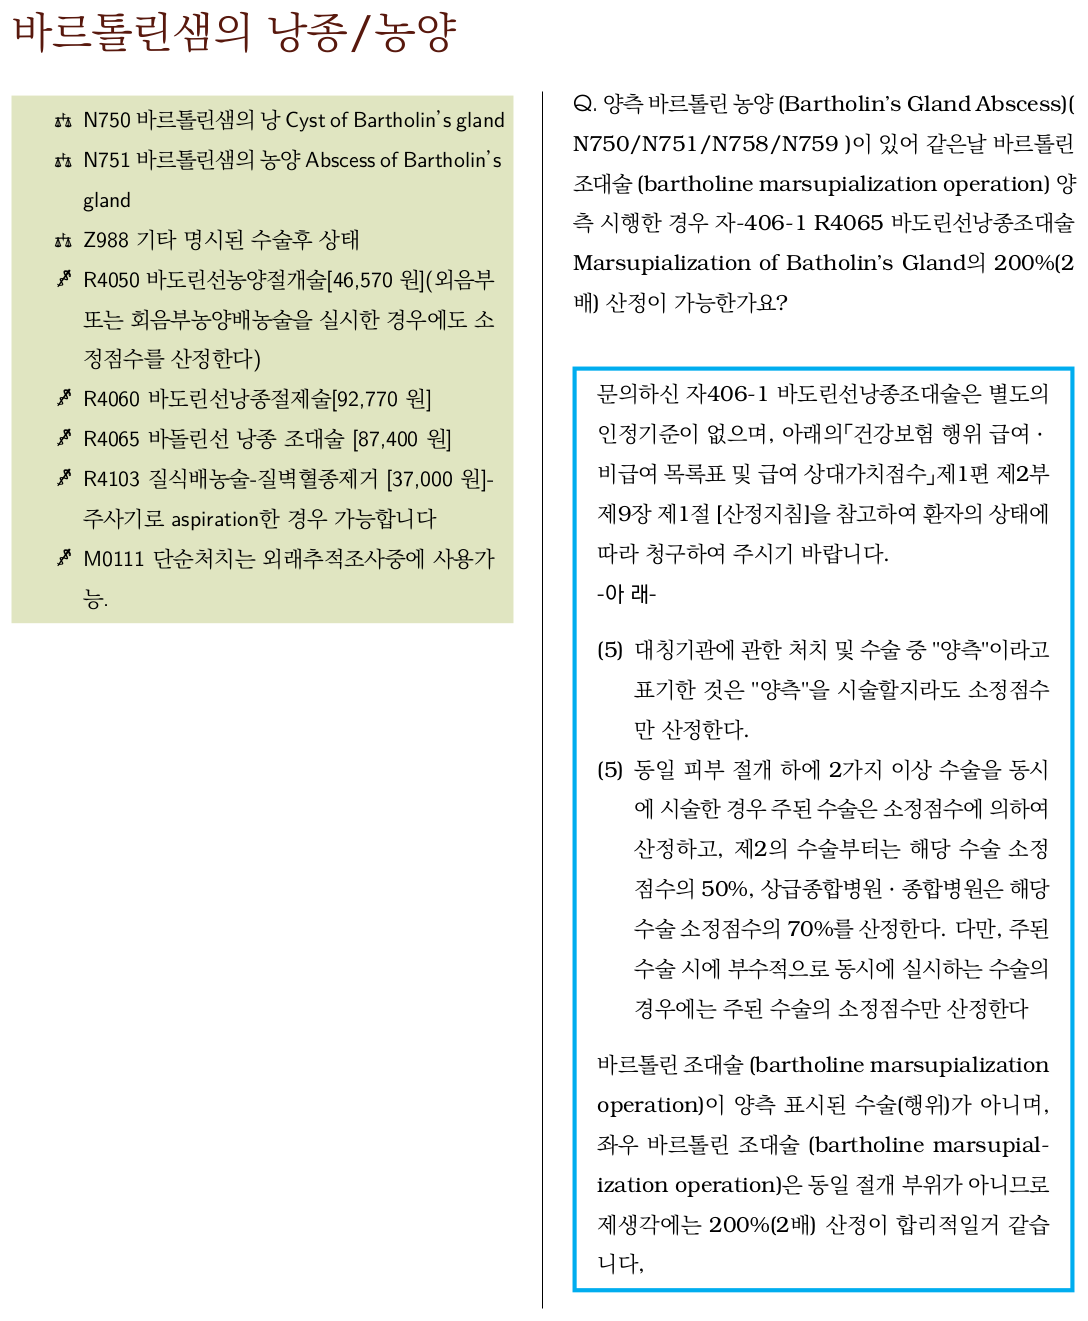 바르톨린샘의 낭종/농양
N750 바르톨린샘의 낭 Cyst of Bartholin's gland
N751 바르톨린샘의 농양 Abscess of Bartholin's
gland
Z988 기타 명시된 수술후 상태
R4050 바도린선농양절개술[46,570 원](외음부
또는 회음부농양배농술을 실시한 경우에도 소
정점수를 산정한다)
R4060 바도린선낭종절제술[92,770 원]
R4065 바돌린선 낭종 조대술 [87,400 원]
R4103 질식배농술-질벽혈종제거 [37,000 원]-
주사기로 aspiration한 경우 가능합니다
M0111 단순처치는 외래추적조사중에 사용가
능.
Q. 양측 바르톨린 농양 (Bartholin's Gland Abscess)(
N750/N751/N758/N759 )이 있어 같은날 바르톨린
조대술 (bartholine marsupialization operation) 양
측 시행한 경우 자-406-1 R4065 바도린선낭종조대술
Marsupialization of Batholin's Gland의 200%(2
배) 산정이 가능한가요?
문의하신 자406-1 바도린선낭종조대술은 별도의
인정기준이 없으며, 아래의「건강보험 행위 급여 ·
비급여 목록표 및 급여 상대가치점수」제1편 제2부
제9장 제1절 [산정지침]을 참고하여 환자의 상태에
따라 청구하여 주시기 바랍니다.
-아 래-
(5) 대칭기관에 관한 처치 및 수술 중 "양측"이라고
표기한 것은 "양측"을 시술할지라도 소정점수
만 산정한다.
(5) 동일 피부 절개 하에 2가지 이상 수술을 동시
에 시술한 경우 주된 수술은 소정점수에 의하여
산정하고, 제2의 수술부터는 해당 수술 소정
점수의 50%, 상급종합병원 · 종합병원은 해당
수술 소정점수의 70%를 산정한다. 다만, 주된
수술 시에 부수적으로 동시에 실시하는 수술의
경우에는 주된 수술의 소정점수만 산정한다
바르톨린 조대술 (bartholine marsupialization
operation)이 양측 표시된 수술(행위)가 아니며,
좌우 바르톨린 조대술 (bartholine marsupial-
ization operation)은 동일 절개 부위가 아니므로
제생각에는 200%(2배) 산정이 합리적일거 같습
니다,